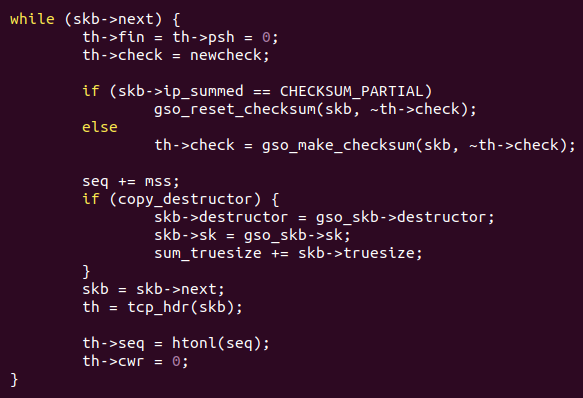 while (skb->next) {
        th->fin = th->psh = 0;
        th->check = newcheck;

        if (skb->ip_summed == CHECKSUM_PARTIAL)
                gso_reset_checksum(skb, ~th->check);
        else
                th->check = gso_make_checksum(skb, ~th->check);

        seq += mss;
        if (copy_destructor) {
                skb->destructor = gso_skb->destructor;
                skb->sk = gso_skb->sk;
                sum_truesize += skb->truesize;
        }
        skb = skb->next;
        th = tcp_hdr(skb);

        th->seq = htonl(seq);
        th->cwr = 0;
}